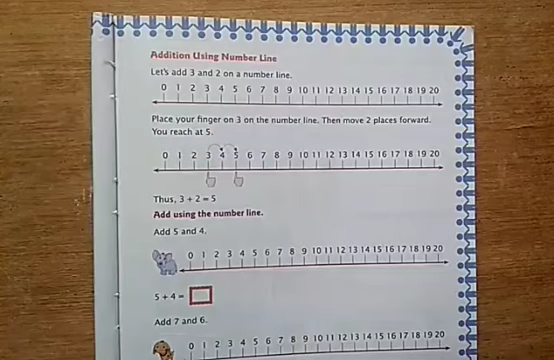 Addition Using Number Line
Let's add 3 and 2 on a number line.
0 1 2 3 4 5 6 7 8 9 10 11 12 13 14 15 16 17 18 19 20
Place your finger on 3 on the number line. Then move 2 places forward.
You reach at 5.
0 1 2 3 4 5 6 7 8 9 10 11 12 13 14 15 16 17 18 19 20
Thus, 3 + 2 = 5
Add using the number line.
Add 5 and 4.
0 1 2 3 4 5 6 7 8 9 10 11 12 13 14 15 16 17 18 19 20
5 + 4 =
Add 7 and 6.
0 1 2 3 4 5 6 7 8 9 10 11 12 13 14 15 16 17 18 19 20